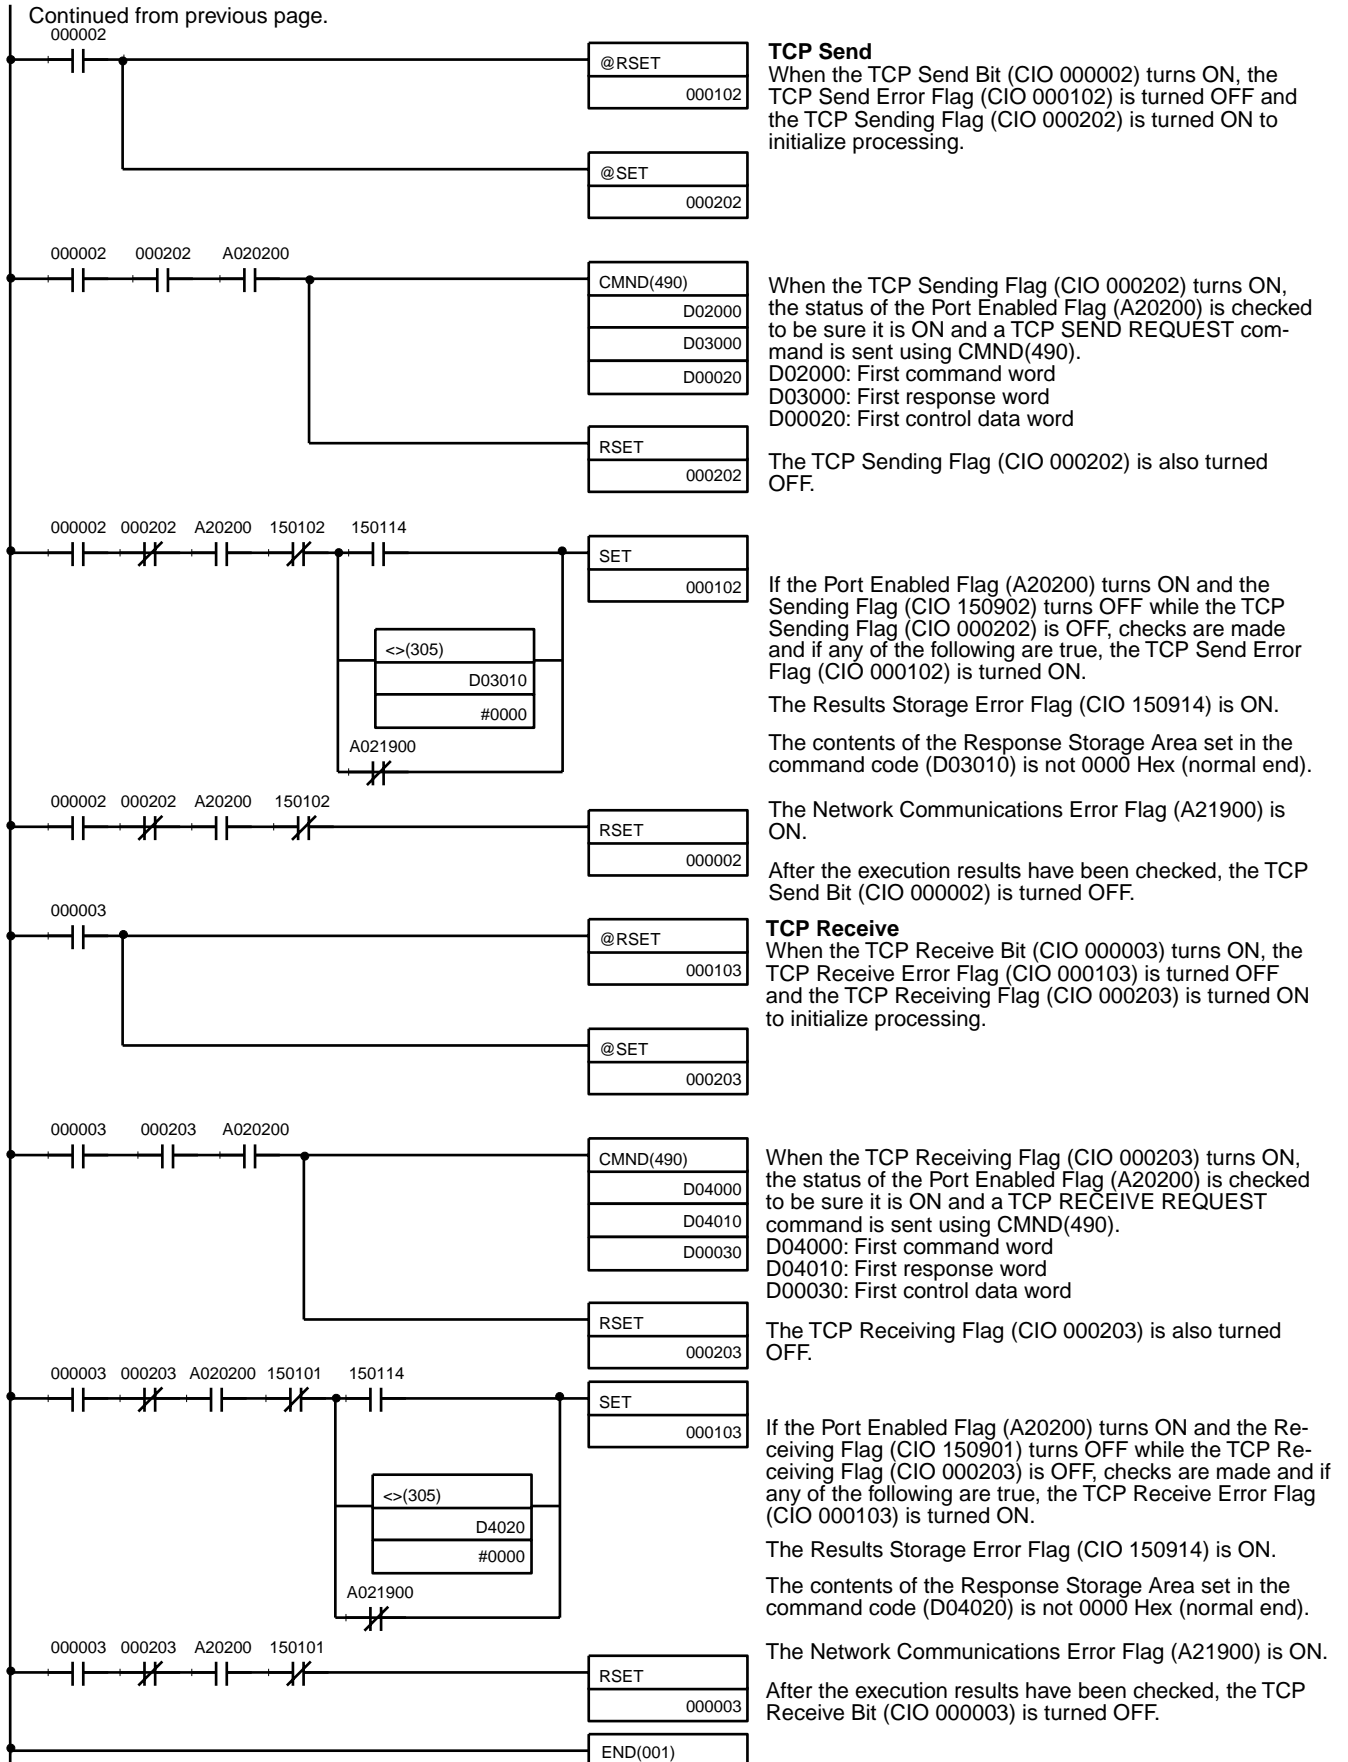 Continued from previous page.
000002
@RSET
000102
TCP Send
When the TCP Send Bit (CIO 000002) turns ON, the
TCP Send Error Flag (CIO 000102) is turned OFF and
the TCP Sending Flag (CIO 000202) is turned ON to
initialize processing.
@SET
000202
000002 000202 A020200
CMND(490)
D02000
D03000
D00020
When the TCP Sending Flag (CIO 000202) turns ON,
the status of the Port Enabled Flag (A20200) is checked
to be sure it is ON and a TCP SEND REQUEST com-
mand is sent using CMND(490).
D02000: First command word
D03000: First response word
D00020: First control data word
RSET
000202
The TCP Sending Flag (CIO 000202) is also turned
OFF.
000002 000202 A20200 150102 150114
SET
000102
<>(305)
D03010
#0000
A021900
If the Port Enabled Flag (A20200) turns ON and the
Sending Flag (CIO 150902) turns OFF while the TCP
Sending Flag (CIO 000202) is OFF, checks are made
and if any of the following are true, the TCP Send Error
Flag (CIO 000102) is turned ON.
The Results Storage Error Flag (CIO 150914) is ON.
The contents of the Response Storage Area set in the
command code (D03010) is not 0000 Hex (normal end).
000002 000202 A20200 150102
RSET
000002
The Network Communications Error Flag (A21900) is
ON.
After the execution results have been checked, the TCP
Send Bit (CIO 000002) is turned OFF.
000003
@RSET
000103
TCP Receive
When the TCP Receive Bit (CIO 000003) turns ON, the
TCP Receive Error Flag (CIO 000103) is turned OFF
and the TCP Receiving Flag (CIO 000203) is turned ON
to initialize processing.
@SET
000203
000003 000203 A020200
CMND(490)
D04000
D04010
D00030
When the TCP Receiving Flag (CIO 000203) turns ON,
the status of the Port Enabled Flag (A20200) is checked
to be sure it is ON and a TCP RECEIVE REQUEST
command is sent using CMND(490).
D04000: First command word
D04010: First response word
D00030: First control data word
RSET
000203
The TCP Receiving Flag (CIO 000203) is also turned
OFF.
000003 000203 A020200 150101 150114
SET
000103
<>(305)
D4020
#0000
A021900
If the Port Enabled Flag (A20200) turns ON and the Re-
ceiving Flag (CIO 150901) turns OFF while the TCP Re-
ceiving Flag (CIO 000203) is OFF, checks are made and if
any of the following are true, the TCP Receive Error Flag
(CIO 000103) is turned ON.
The Results Storage Error Flag (CIO 150914) is ON.
The contents of the Response Storage Area set in the
command code (D04020) is not 0000 Hex (normal end).
000003 000203 A20200 150101
RSET
000003
The Network Communications Error Flag (A21900) is ON.
After the execution results have been checked, the TCP
Receive Bit (CIO 000003) is turned OFF.
END(001)